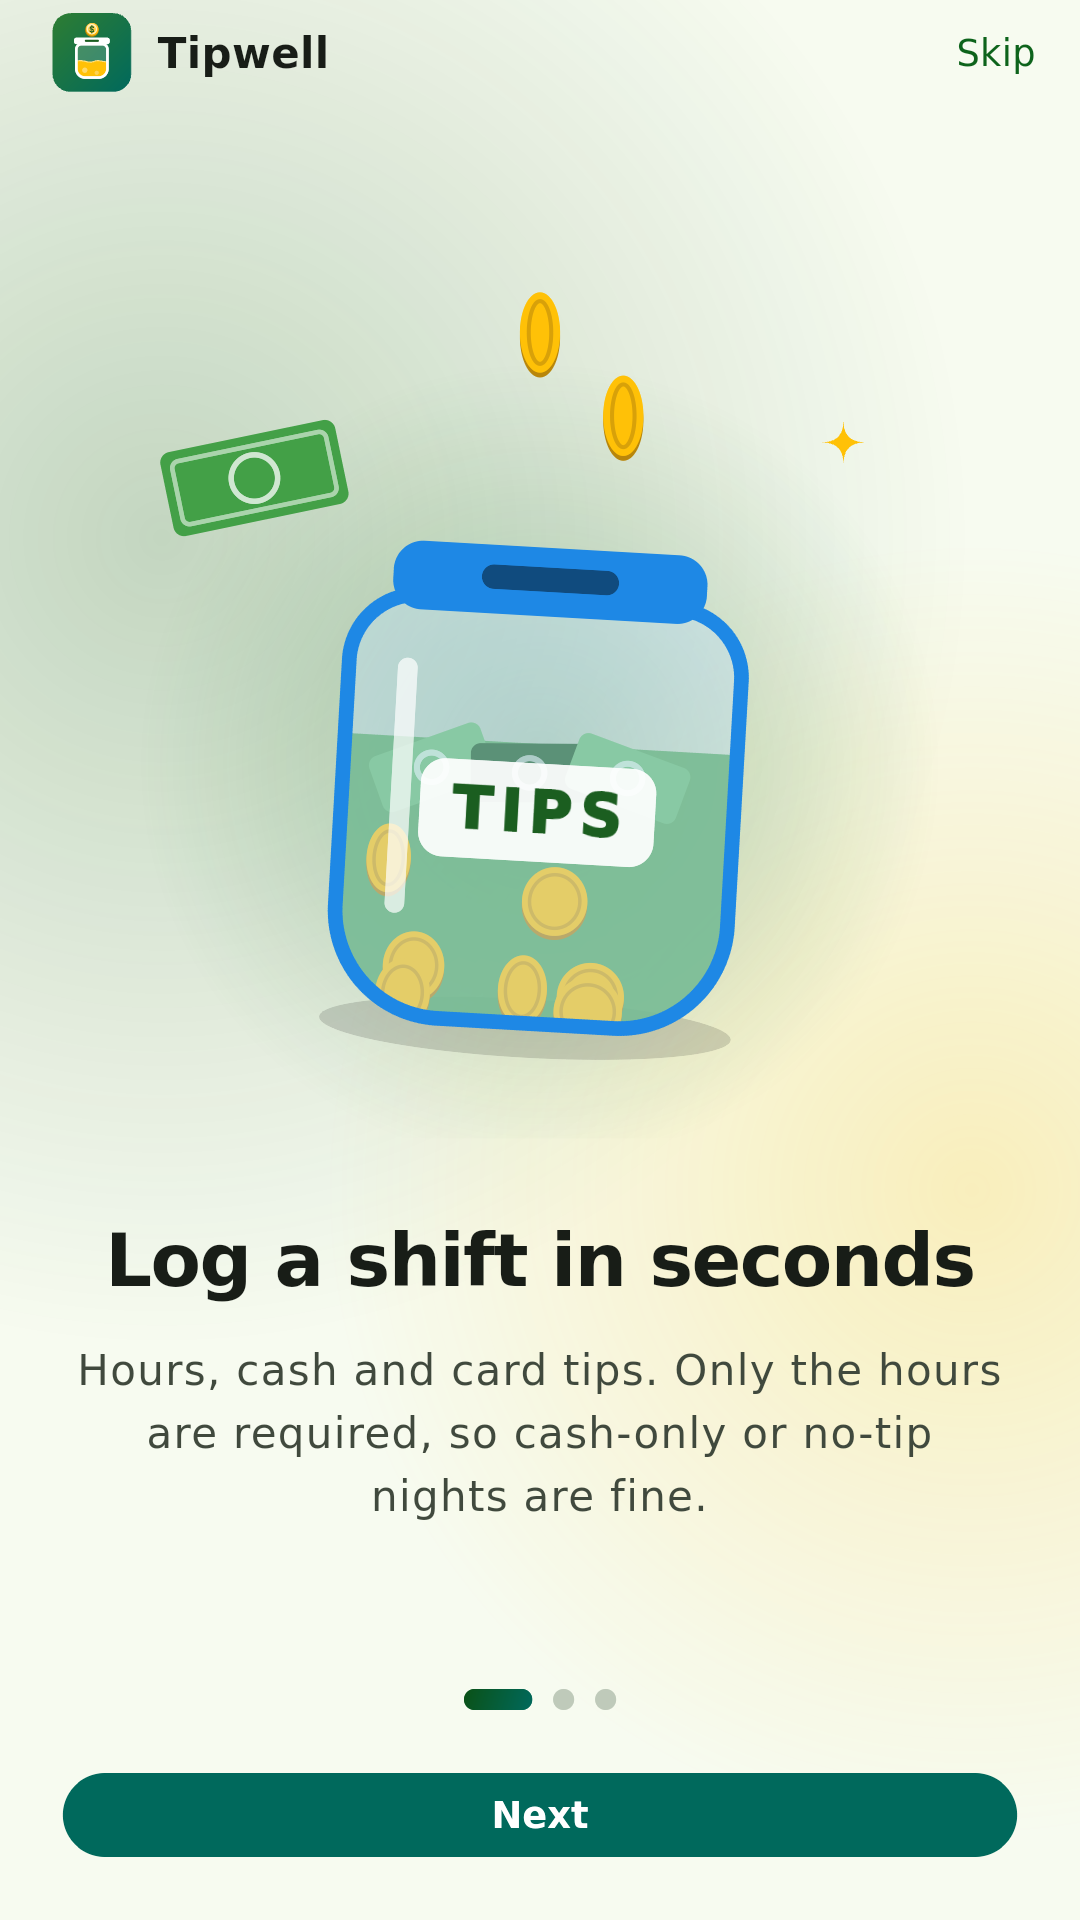 Tipwell
Skip
TIPS
Log a shift in seconds
Hours, cash and card tips. Only the hours
are required, so cash-only or no-tip
nights are fine.
Next